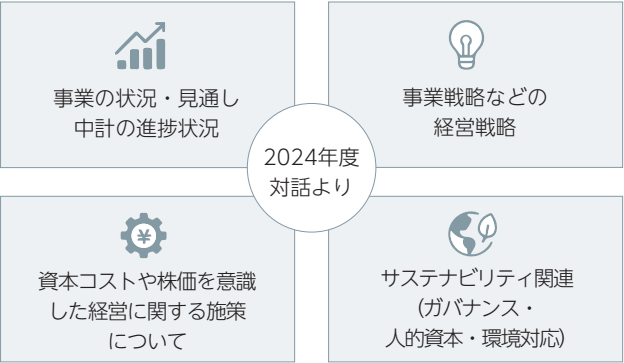 事業の状況・見通し
中計の進捗状況
事業戦略などの
経営戦略
2024年度
対話より
¥
資本コストや株価を意識
した経営に関する施策
について
サステナビリティ関連
(ガバナンス・
人的資本・環境対応)